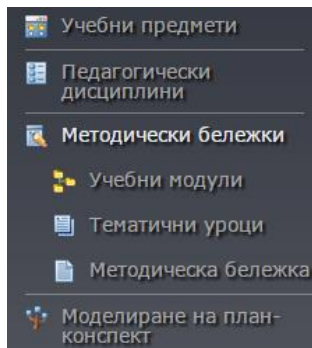 Учебни предмети
Педагогически
дисциплини
Методически бележки
Учебни модули
Тематични уроци
Методическа бележка
Моделиране на план-
конспект